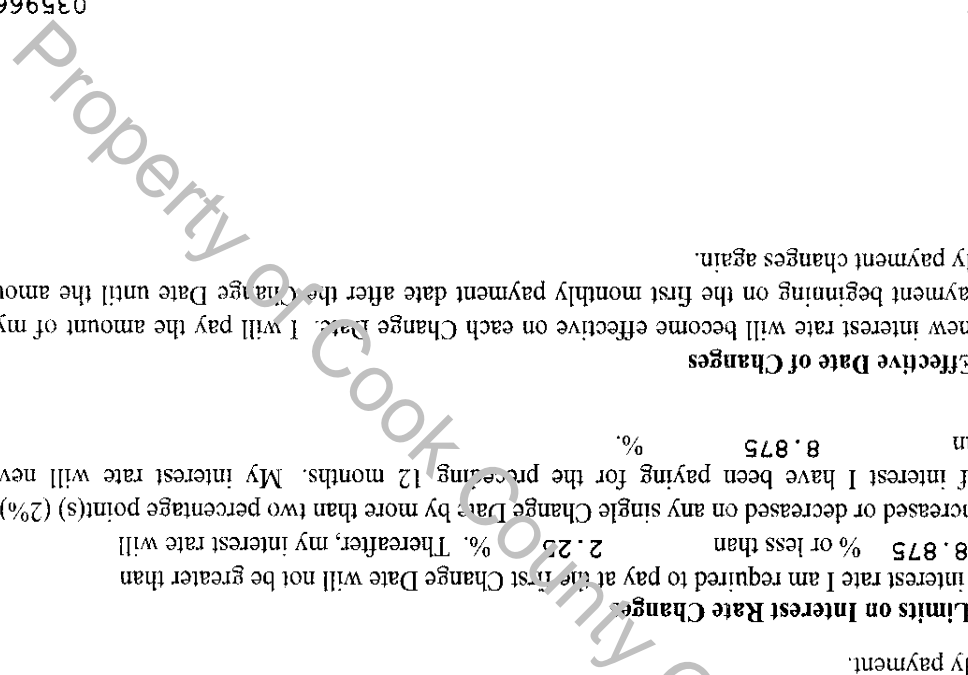 ly payment.
Limits on Interest Rate Changes
interest rate I am required to pay at the first Change Date will not be greater than
8.875 % or less than 2.25 %. Thereafter, my interest rate will
ncreased or decreased on any single Change Date by more than two percentage point(s) (2%)
f interest I have been paying for the preceding 12 months. My interest rate will nev
n 8.875 %.
Effective Date of Changes
new interest rate will become effective on each Change Date. I will pay the amount of my
ayment beginning on the first monthly payment date after the Change Date until the amou
ly payment changes again.
035966
Property of Cook County